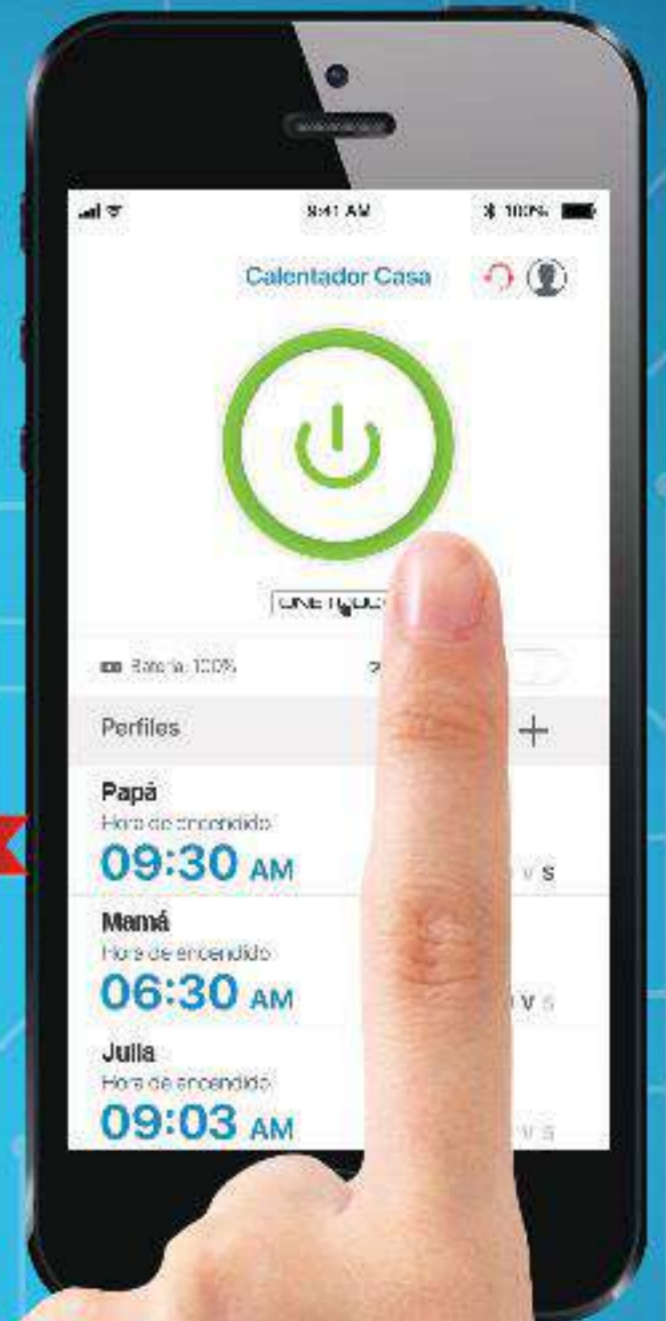 9:41 AM 100%
Calentador Casa
Batería: 100%
Perfiles +
Papá
Hora de encendido
09:30 AM
V S
Mamá
Hora de encendido
06:30 AM
V S
Julia
Hora de encendido
09:03 AM
V S